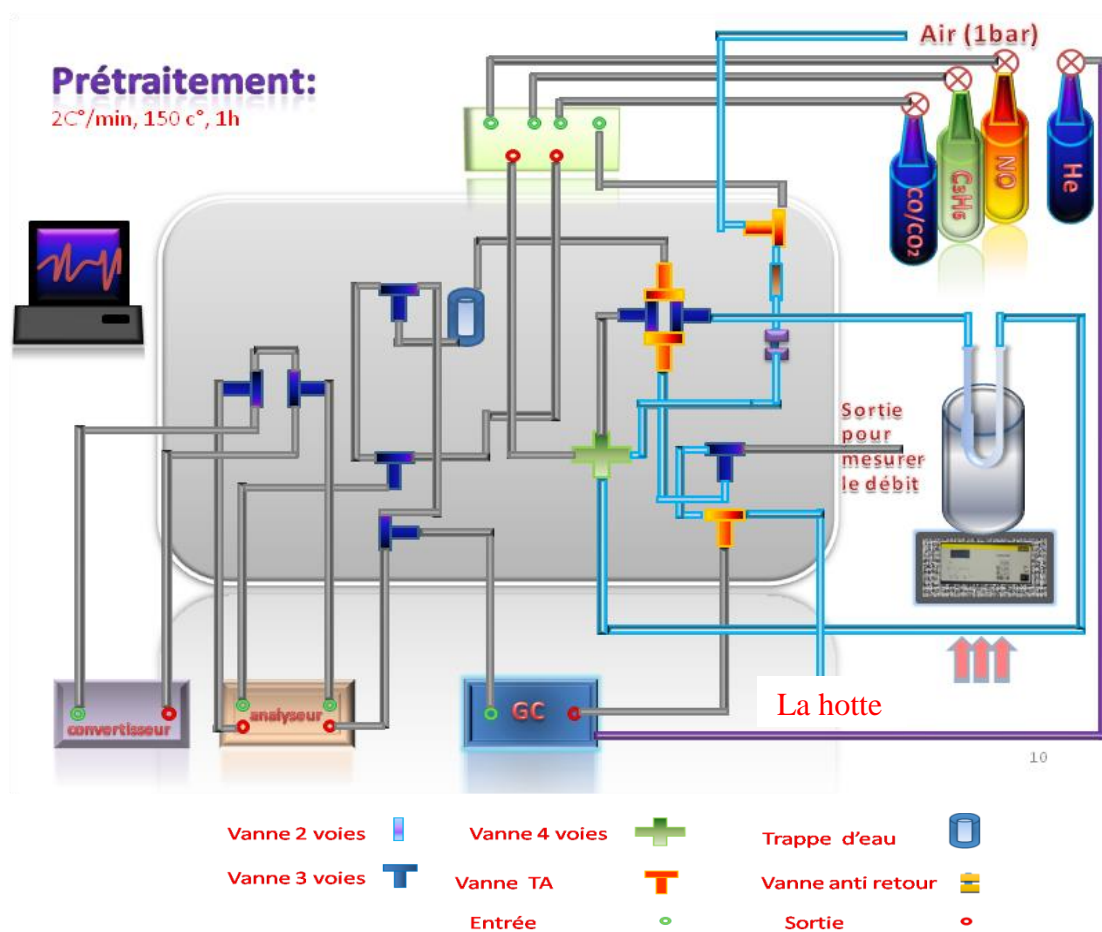 Air (1bar)
Prétraitement:
2C°/min, 150 c°, 1h
CO/CO2
C3H6
NO
He
Sortie
pour
mesurer
le débit
convertisseur
analyseur
GC
La hotte
10
Vanne 2 voies
Vanne 4 voies
Trappe d'eau
Vanne 3 voies
Vanne TA
Vanne anti retour
Entrée
Sortie